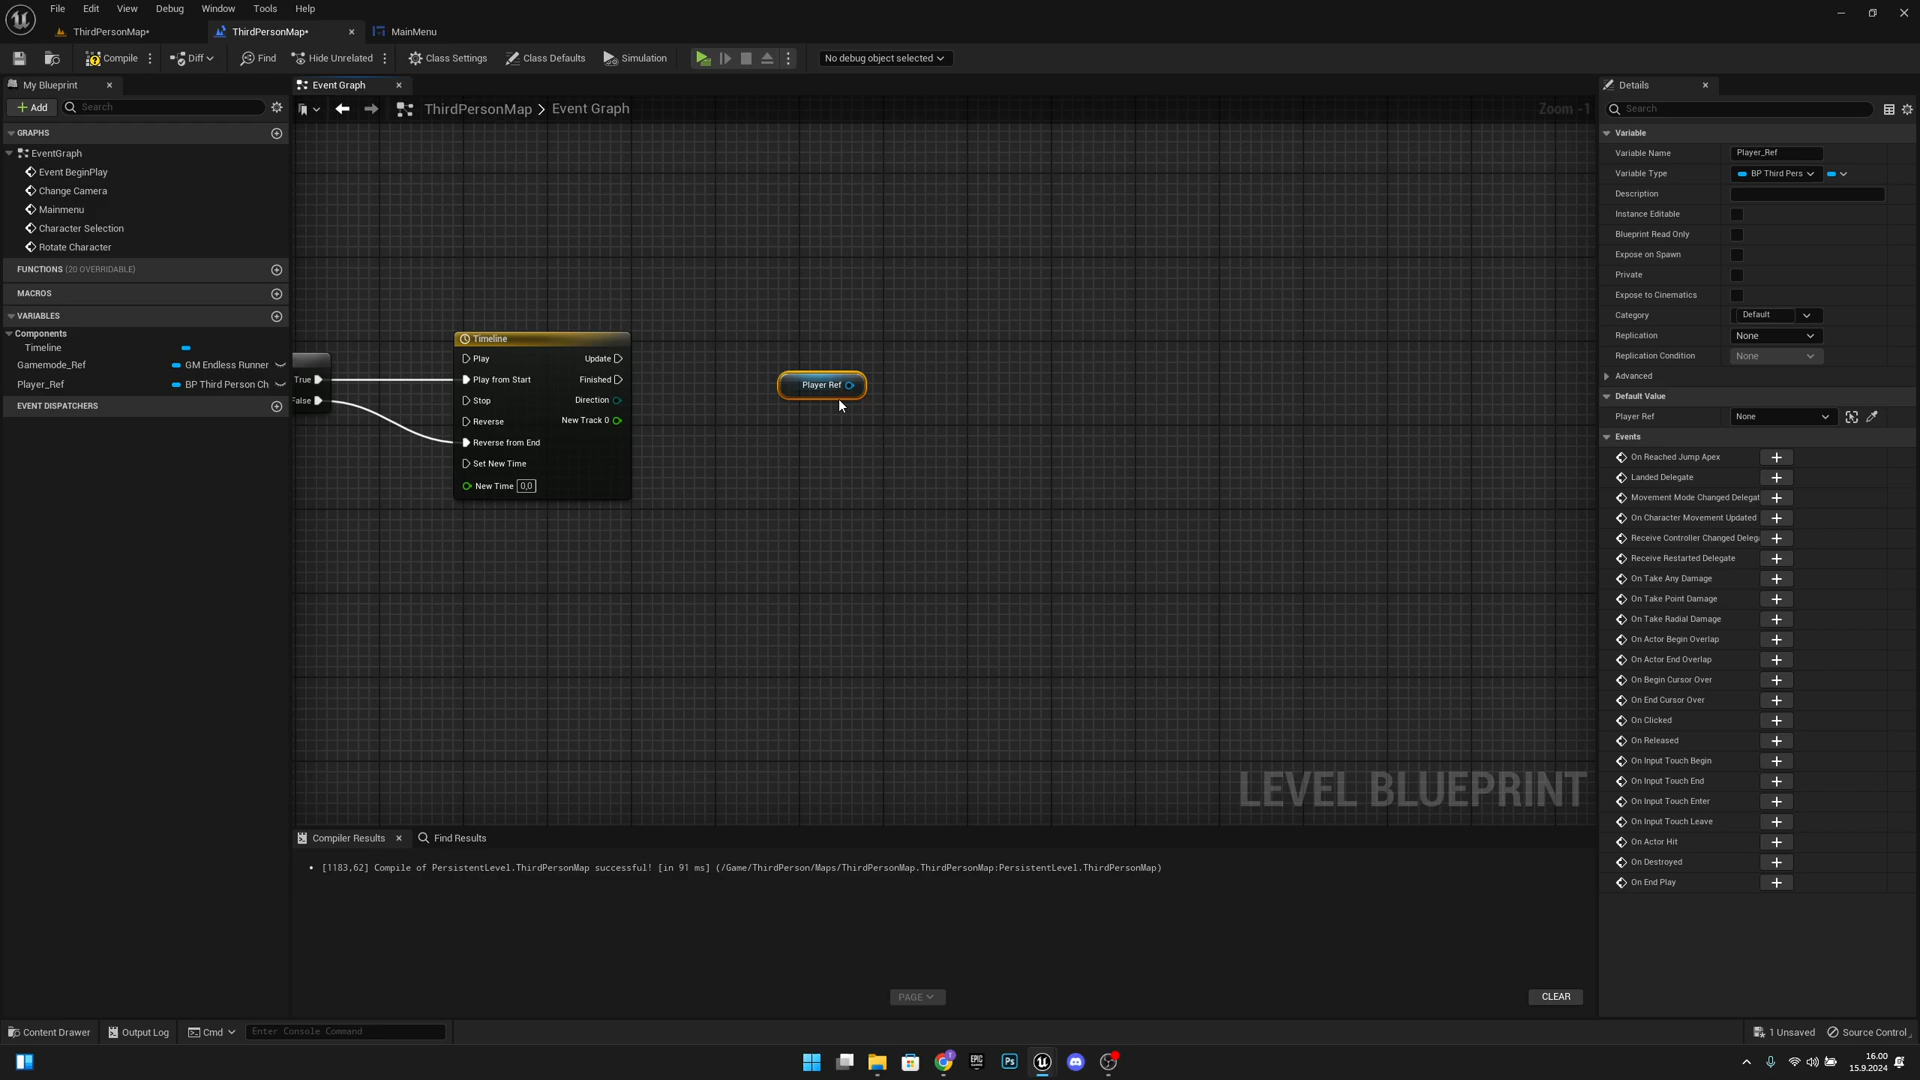 File Edit View Debug Window Tools Help
ThirdPersonMap• ThirdPersonMap• MainMenu
Compile Diff Find Hide Unrelated Class Settings Class Defaults Simulation No debug object selected
My Blueprint Event Graph Details
Add Search ThirdPersonMap > Event Graph Zoom -1 Search
GRAPHS
EventGraph
Event BeginPlay
Change Camera
Mainmenu
Character Selection
Rotate Character
FUNCTIONS (20 OVERRIDABLE)
MACROS
VARIABLES
Components
Timeline
Gamemode_Ref GM Endless Runner
Player_Ref BP Third Person Ch
EVENT DISPATCHERS
True
False
Timeline
Play Update
Play from Start Finished
Stop Direction
Reverse New Track 0
Reverse from End
Set New Time
New Time 0,0
Player Ref
LEVEL BLUEPRINT
Variable
Variable Name Player_Ref
Variable Type BP Third Pers
Description
Instance Editable
Blueprint Read Only
Expose on Spawn
Private
Expose to Cinematics
Category Default
Replication None
Replication Condition None
Advanced
Default Value
Player Ref None
Events
On Reached Jump Apex
Landed Delegate
Movement Mode Changed Delegat
On Character Movement Updated
Receive Controller Changed Deleg
Receive Restarted Delegate
On Take Any Damage
On Take Point Damage
On Take Radial Damage
On Actor Begin Overlap
On Actor End Overlap
On Begin Cursor Over
On End Cursor Over
On Clicked
On Released
On Input Touch Begin
On Input Touch End
On Input Touch Enter
On Input Touch Leave
On Actor Hit
On Destroyed
On End Play
Compiler Results Find Results
• [1183,62] Compile of PersistentLevel.ThirdPersonMap successful! [in 91 ms] (/Game/ThirdPerson/Maps/ThirdPersonMap.ThirdPersonMap:PersistentLevel.ThirdPersonMap)
PAGE CLEAR
Content Drawer Output Log Cmd Enter Console Command 1 Unsaved Source Control
EPIC GAMES Ps 16.00
15.9.2024